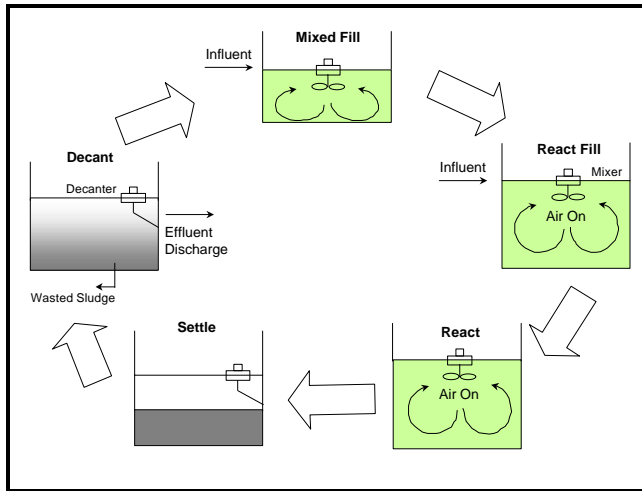 Mixed Fill
Influent
React Fill
Influent
Mixer
Air On
React
Air On
Settle
Decant
Decanter
Effluent
Discharge
Wasted Sludge